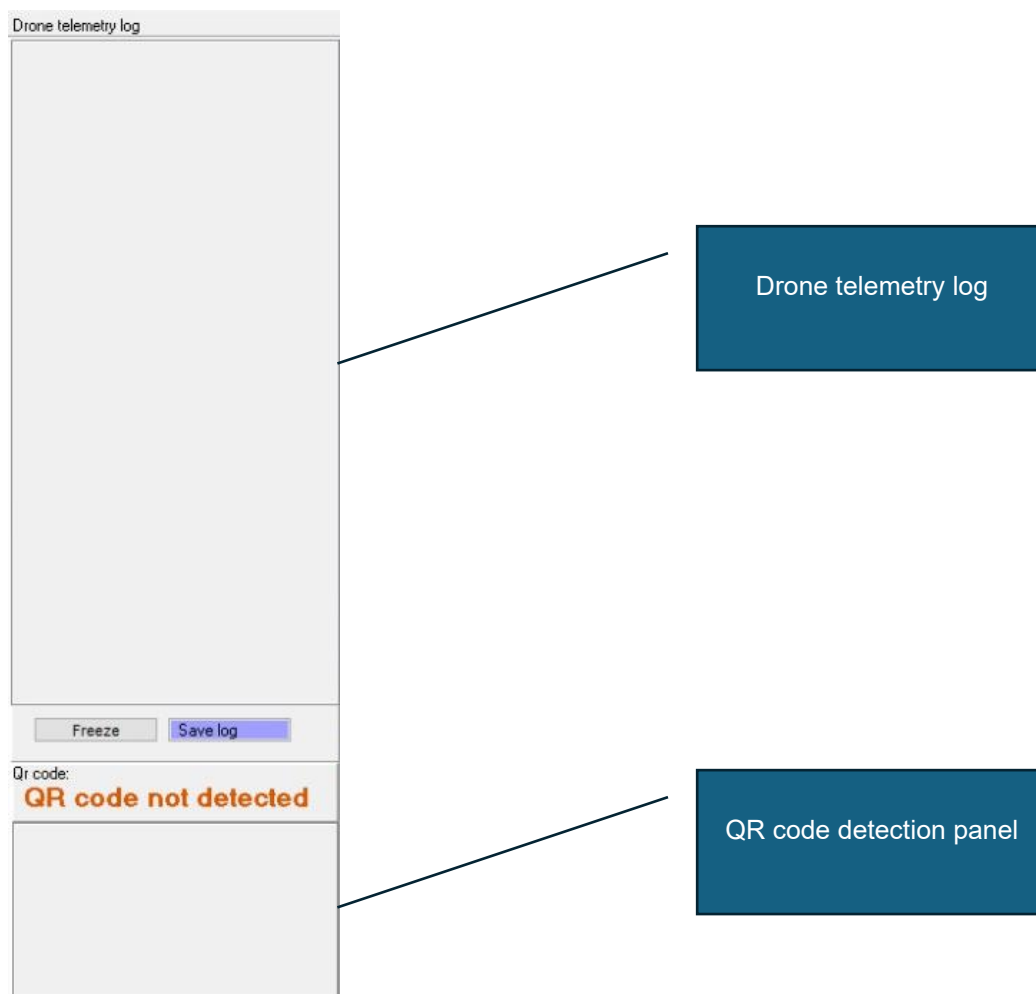 Drone telemetry log
Drone telemetry log
Freeze Save log
Qr code:
QR code not detected
QR code detection panel